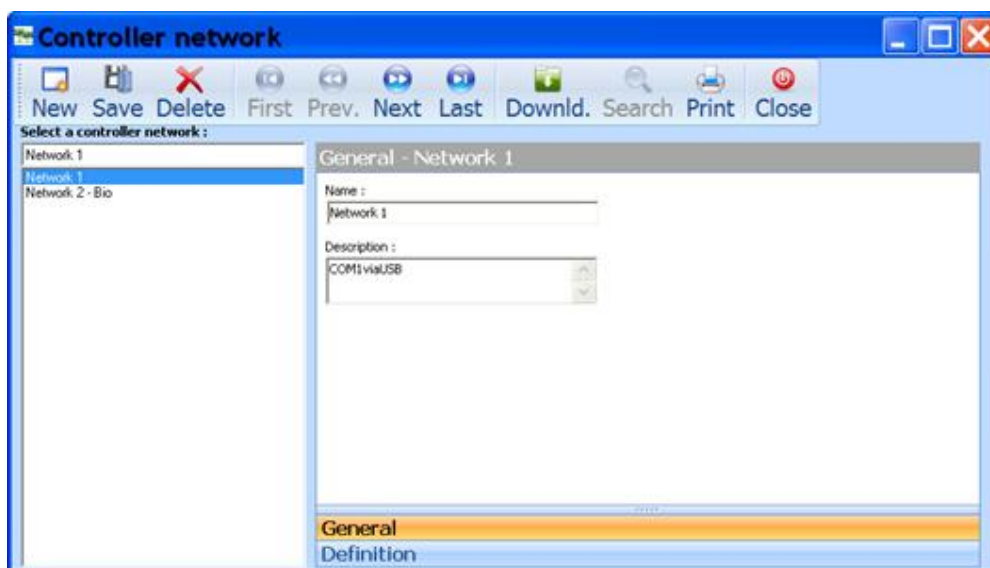 Controller network
New Save Delete First Prev. Next Last Downld. Search Print Close
Select a controller network :
Network 1
Network 1
Network 2 - Bio
General - Network 1
Name :
Network 1
Description :
COM1viaUSB
General
Definition